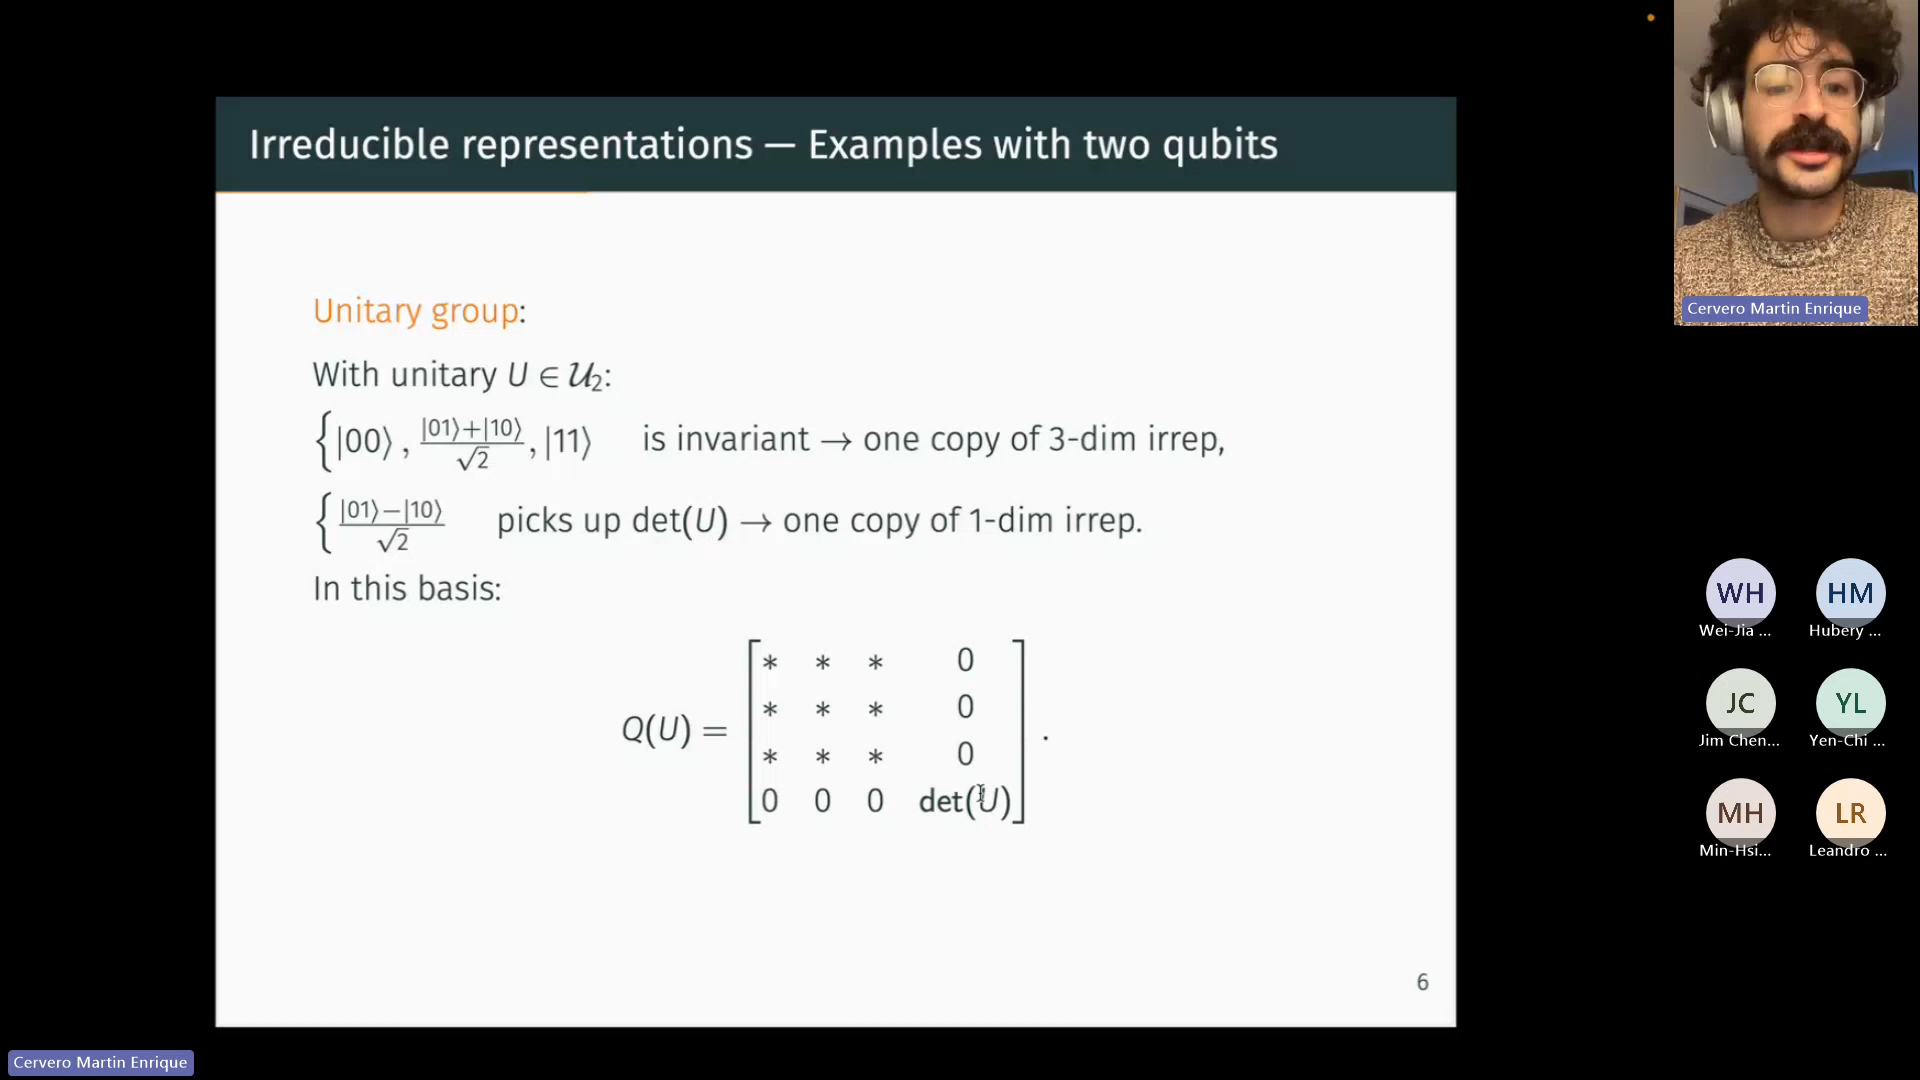 Irreducible representations — Examples with two qubits
Unitary group:
With unitary U ∈ 𝒰₂:
{|00⟩, (|01⟩+|10⟩)/√2, |11⟩ is invariant → one copy of 3-dim irrep,
{(|01⟩−|10⟩)/√2 picks up det(U) → one copy of 1-dim irrep.
In this basis:
Q(U) = [
* * * 0
* * * 0
* * * 0
0 0 0 det(U)
] .
6
Cervero Martin Enrique
WH
HM
Wei-Jia ...
Hubery ...
JC
YL
Jim Chen...
Yen-Chi ...
MH
LR
Min-Hsi...
Leandro ...
Cervero Martin Enrique